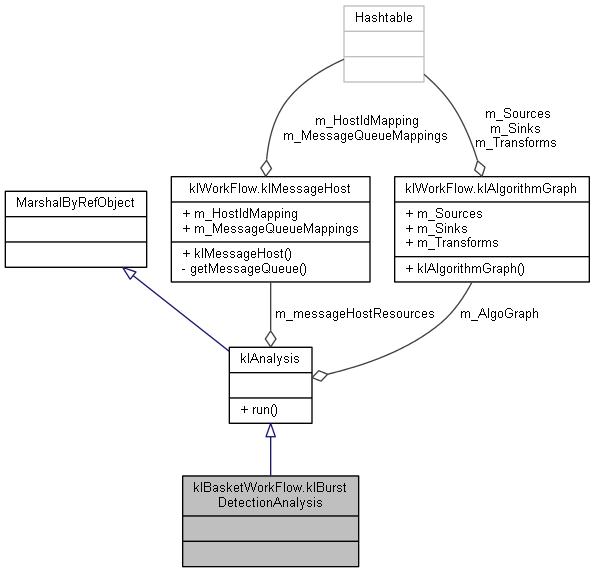 Hashtable
m_HostIdMapping
m_MessageQueueMappings
m_Sources
m_Sinks
m_Transforms
MarshalByRefObject
klWorkFlow.klMessageHost
+ m_HostIdMapping
+ m_MessageQueueMappings
+ klMessageHost()
- getMessageQueue()
klWorkFlow.klAlgorithmGraph
+ m_Sources
+ m_Sinks
+ m_Transforms
+ klAlgorithmGraph()
m_messageHostResources
m_AlgoGraph
klAnalysis
+ run()
klBasketWorkFlow.klBurst
DetectionAnalysis